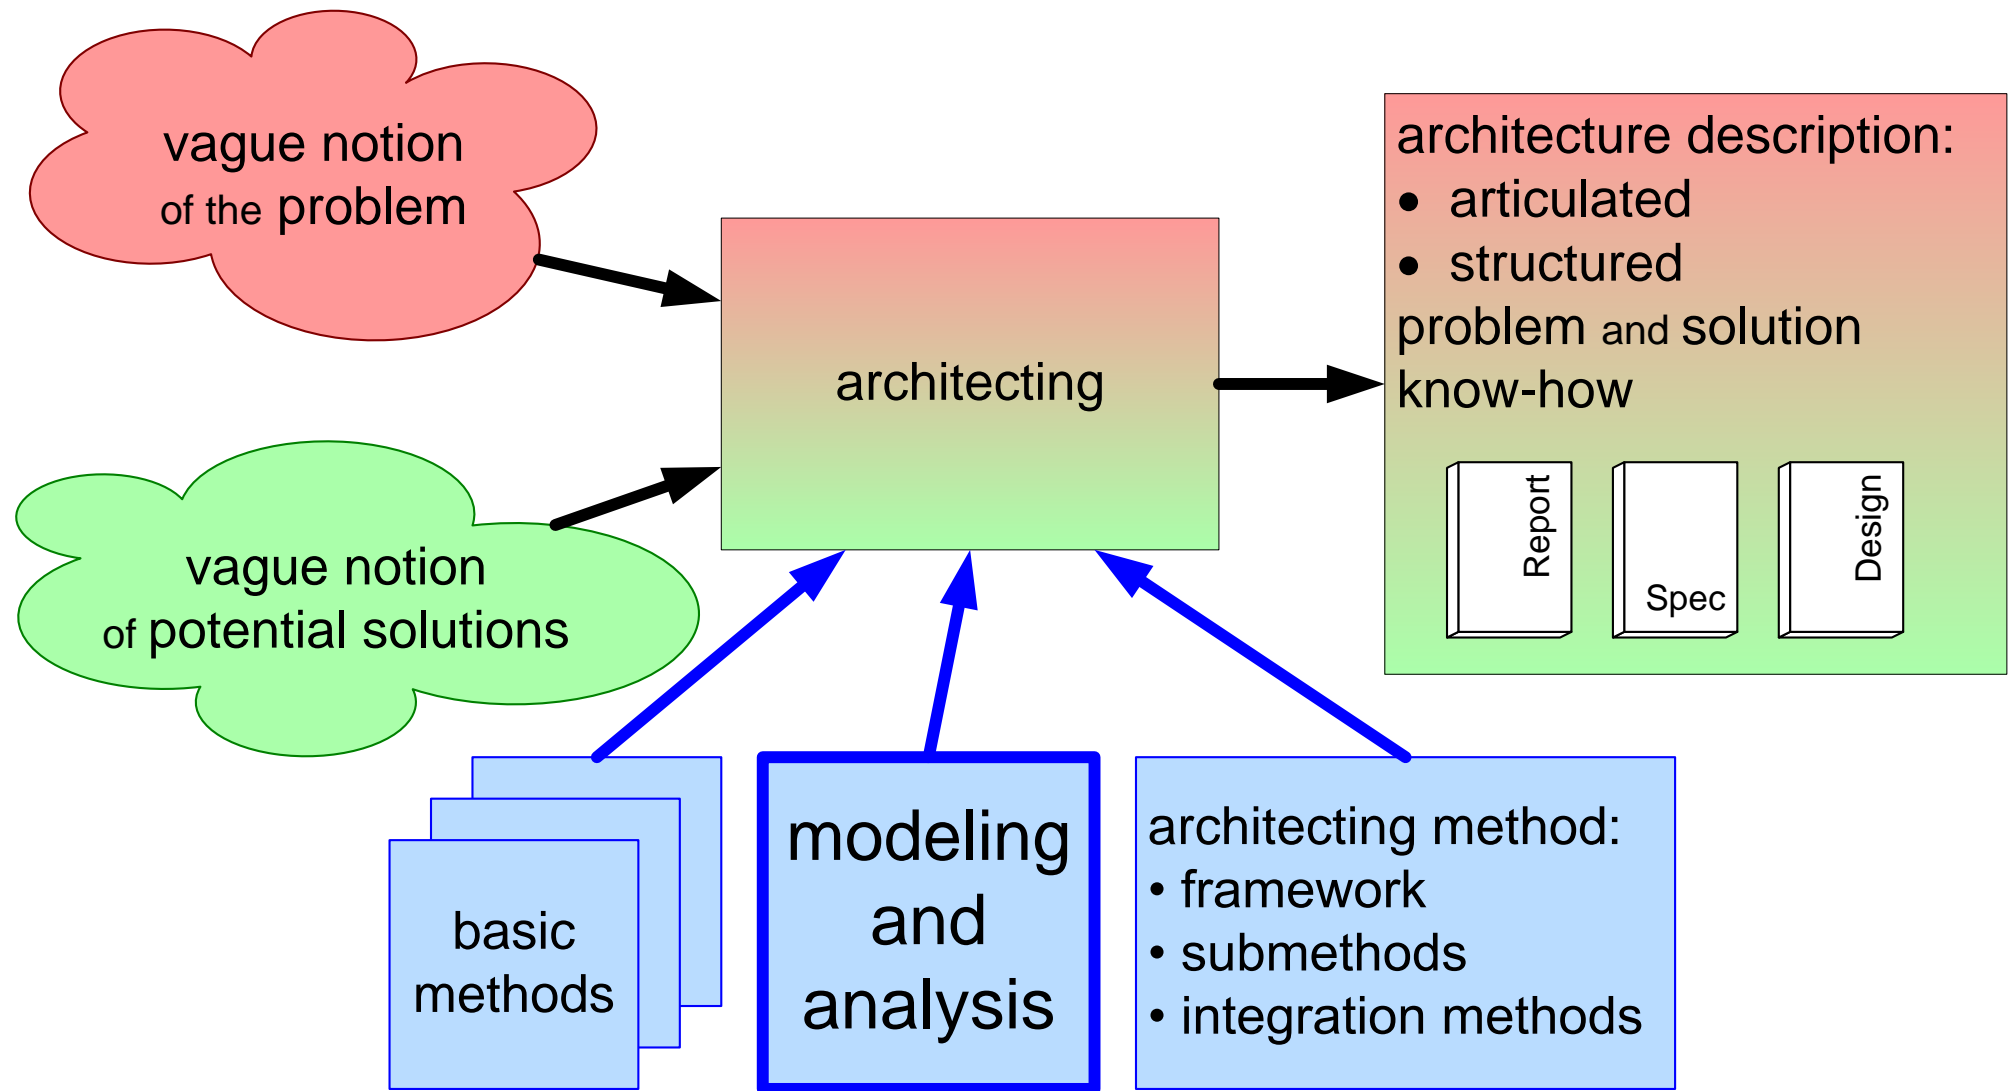 vague notion
of the problem
architecting
vague notion
of potential solutions
architecture description:
• articulated
• structured
problem and solution
know-how
Report
Spec
Design
basic
methods
modeling
and
analysis
architecting method:
• framework
• submethods
• integration methods